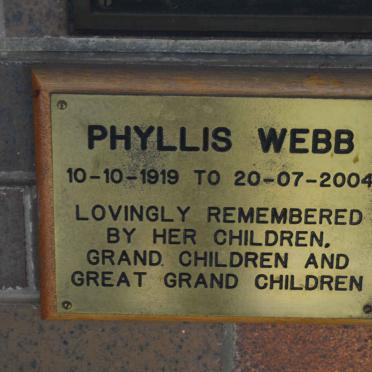 PHYLLIS WEBB
10-10-1919 TO 20-07-2004
LOVINGLY REMEMBERED
BY HER CHILDREN,
GRAND CHILDREN AND
GREAT GRAND CHILDREN